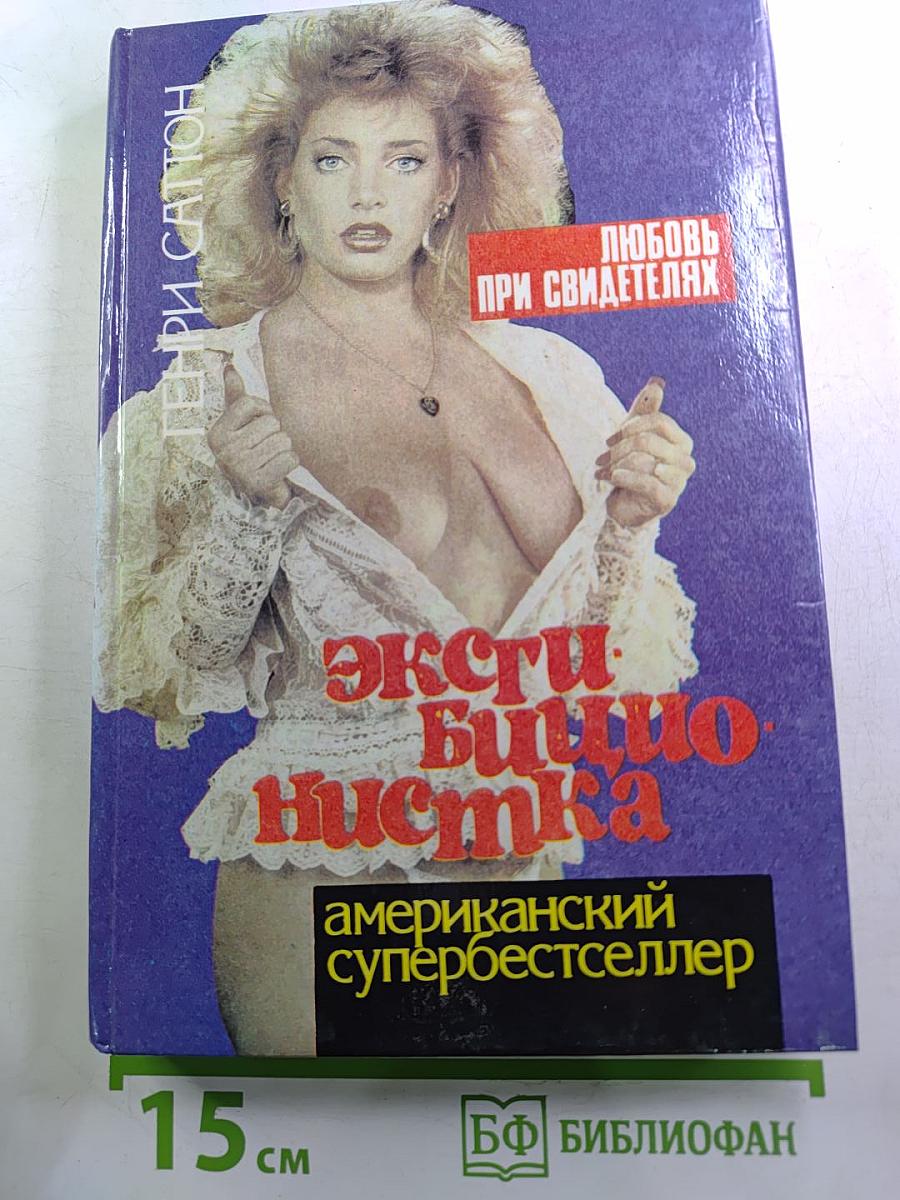 ГЕНРИ САТТОН
ЛЮБОВЬ
ПРИ СВИДЕТЕЛЯХ
эксги-
бицио-
нистка
американский
супербестселлер
15 см
БФ БИБЛИОФАН